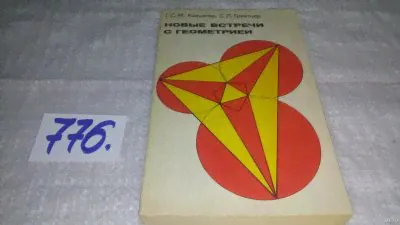 Г.С.М. Коксетер, С.Л. Грейтцер
НОВЫЕ ВСТРЕЧИ
С ГЕОМЕТРИЕЙ
776.